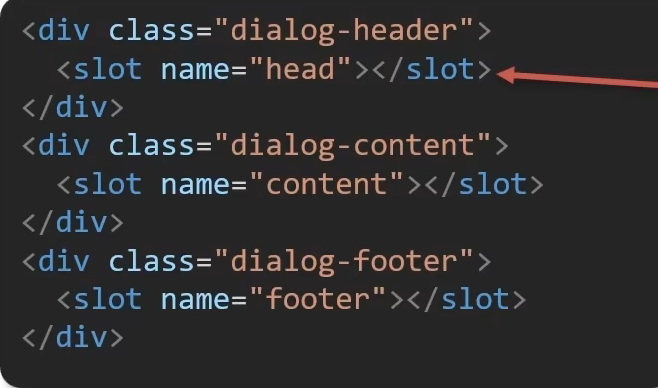 <div class="dialog-header">
  <slot name="head"></slot>
</div>
<div class="dialog-content">
  <slot name="content"></slot>
</div>
<div class="dialog-footer">
  <slot name="footer"></slot>
</div>